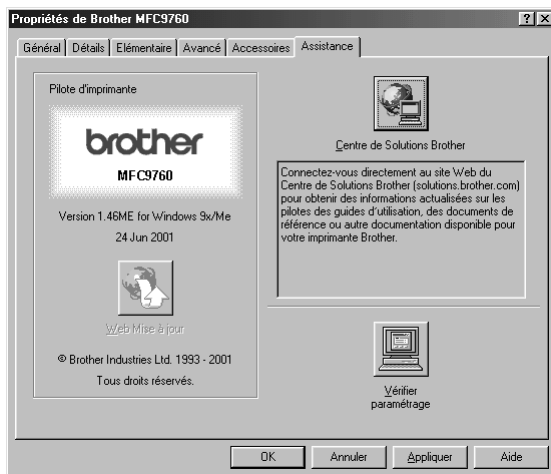 Propriétés de Brother MFC9760
Général Détails Elémentaire Avancé Accessoires Assistance
Pilote d'imprimante
brother
MFC9760
Version 1.46ME for Windows 9x/Me
24 Jun 2001
Web Mise à jour
© Brother Industries Ltd. 1993 - 2001
Tous droits réservés.
Centre de Solutions Brother
Connectez-vous directement au site Web du
Centre de Solutions Brother (solutions.brother.com)
pour obtenir des informations actualisées sur les
pilotes des guides d'utilisation, des documents de
référence ou autre documentation disponible pour
votre imprimante Brother.
Vérifier
paramétrage
OK Annuler Appliquer Aide